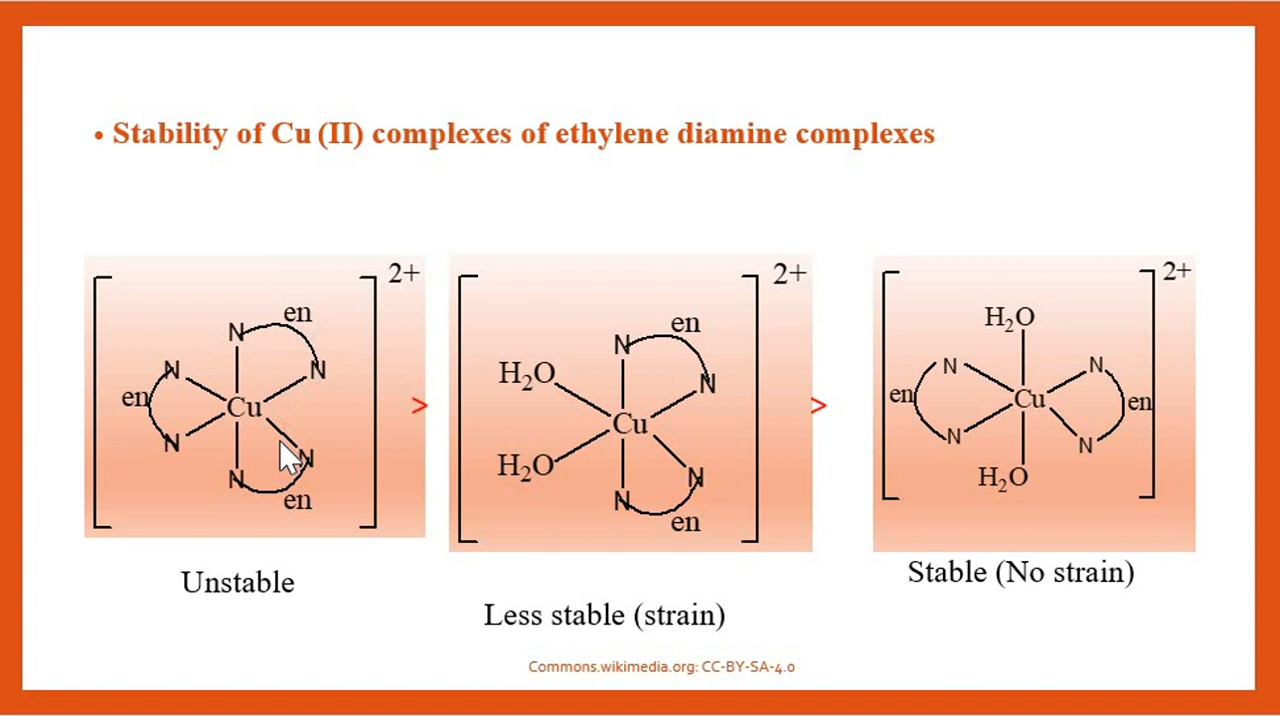 • Stability of Cu (II) complexes of ethylene diamine complexes
2+
en
N
N
N
en
Cu
N
N
N
en
Unstable
>
2+
en
N
H₂O
N
Cu
H₂O
N
N
en
Less stable (strain)
>
2+
H₂O
N
N
en
Cu
en
N
N
H₂O
Stable (No strain)
Commons.wikimedia.org: CC-BY-SA-4.0